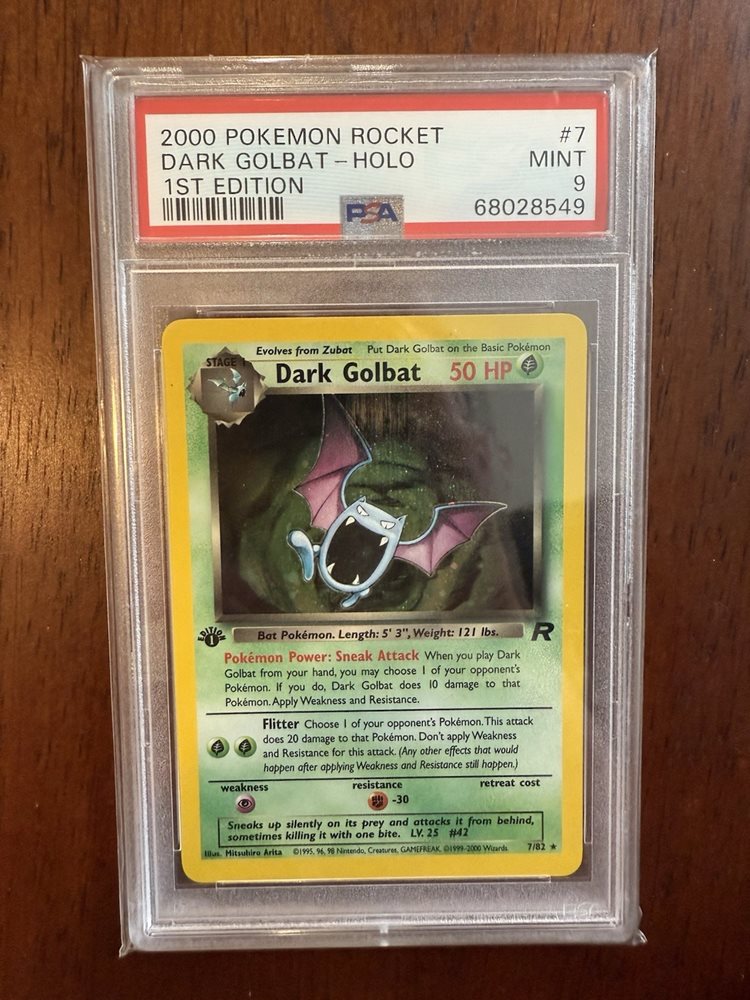 2000 POKEMON ROCKET #7
DARK GOLBAT - HOLO MINT
1ST EDITION 9
PSA 68028549
Evolves from Zubat Put Dark Golbat on the Basic Pokémon
STAGE 1
Dark Golbat 50 HP
EDITION 1
Bat Pokémon. Length: 5' 3", Weight: 121 lbs.
R
Pokémon Power: Sneak Attack When you play Dark
Golbat from your hand, you may choose 1 of your opponent's
Pokémon. If you do, Dark Golbat does 10 damage to that
Pokémon. Apply Weakness and Resistance.
Flitter Choose 1 of your opponent's Pokémon. This attack
does 20 damage to that Pokémon. Don't apply Weakness
and Resistance for this attack. (Any other effects that would
happen after applying Weakness and Resistance still happen.)
weakness resistance retreat cost
-30
Sneaks up silently on its prey and attacks it from behind,
sometimes killing it with one bite. LV. 25 #42
Illus. Mitsuhiro Arita ©1995, 96, 98 Nintendo, Creatures, GAMEFREAK. ©1999-2000 Wizards. 7/82 ★